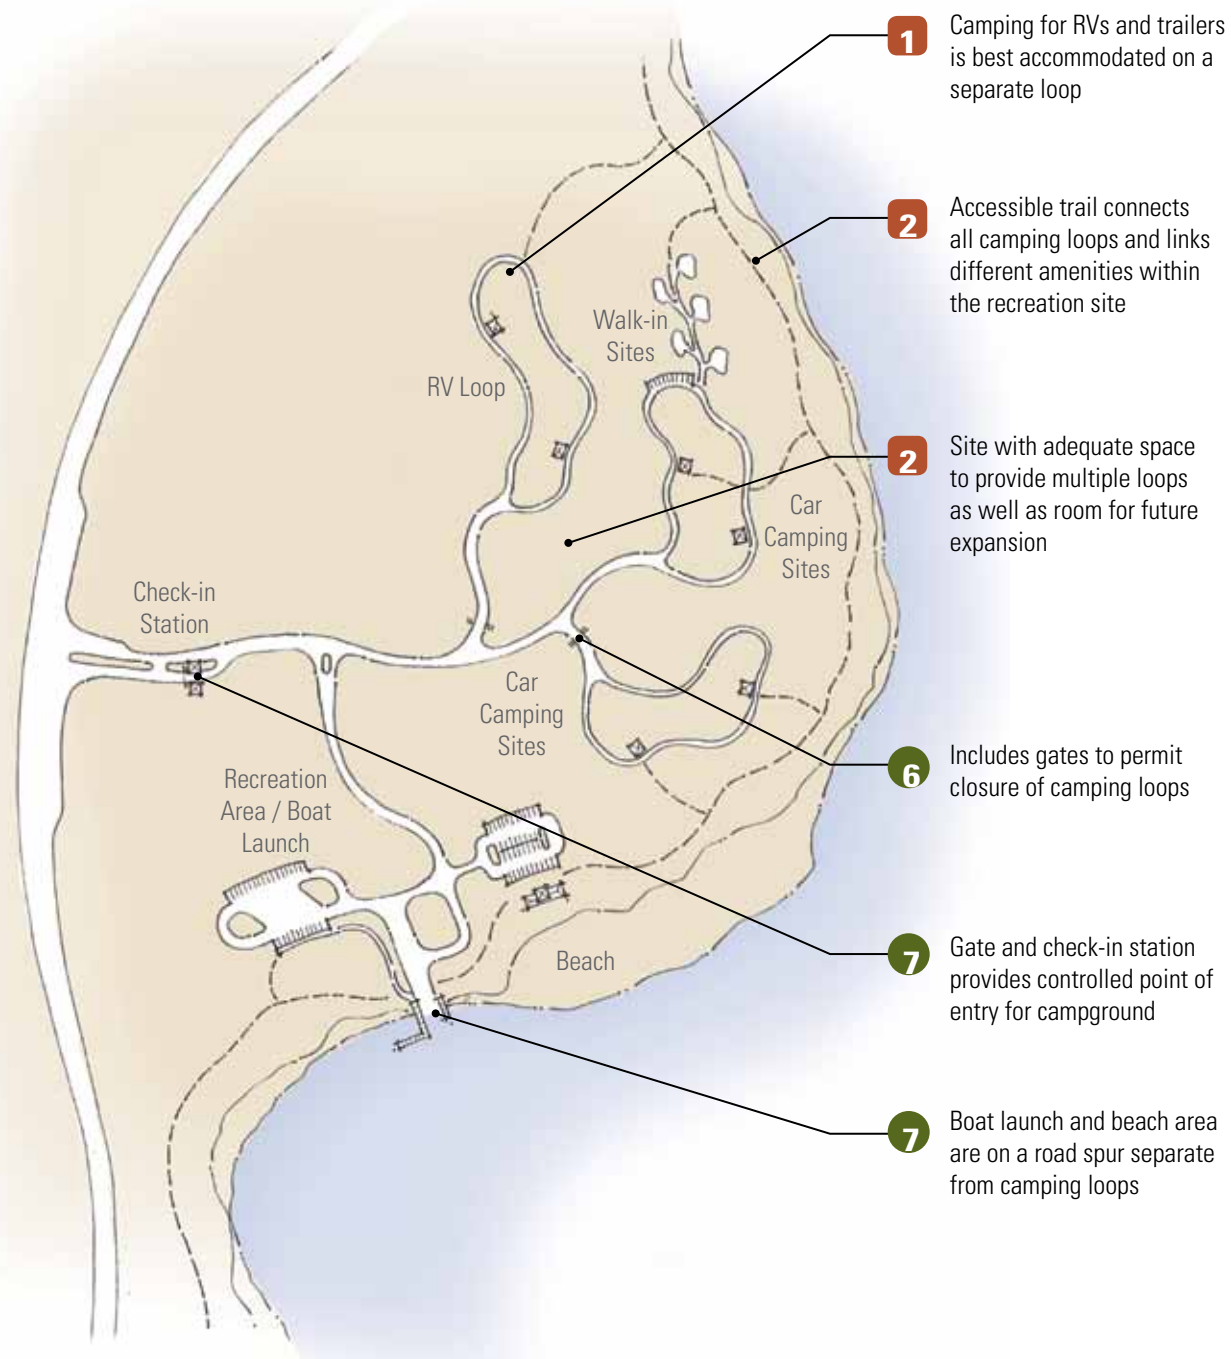 1
Camping for RVs and trailers
is best accommodated on a
separate loop
2
Accessible trail connects
all camping loops and links
different amenities within
the recreation site
Walk-in
Sites
RV Loop
2
Site with adequate space
to provide multiple loops
as well as room for future
expansion
Car
Camping
Sites
Check-in
Station
Car
Camping
Sites
6
Includes gates to permit
closure of camping loops
Recreation
Area / Boat
Launch
Beach
7
Gate and check-in station
provides controlled point of
entry for campground
7
Boat launch and beach area
are on a road spur separate
from camping loops